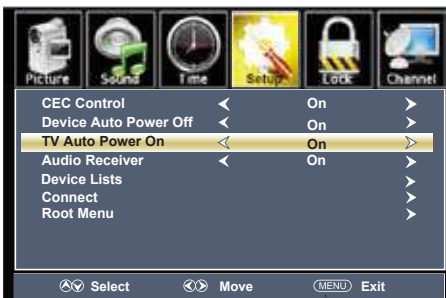 Picture Sound Time Setup Lock Channel
CEC Control On
Device Auto Power Off On
TV Auto Power On On
Audio Receiver On
Device Lists
Connect
Root Menu
Select Move MENU Exit